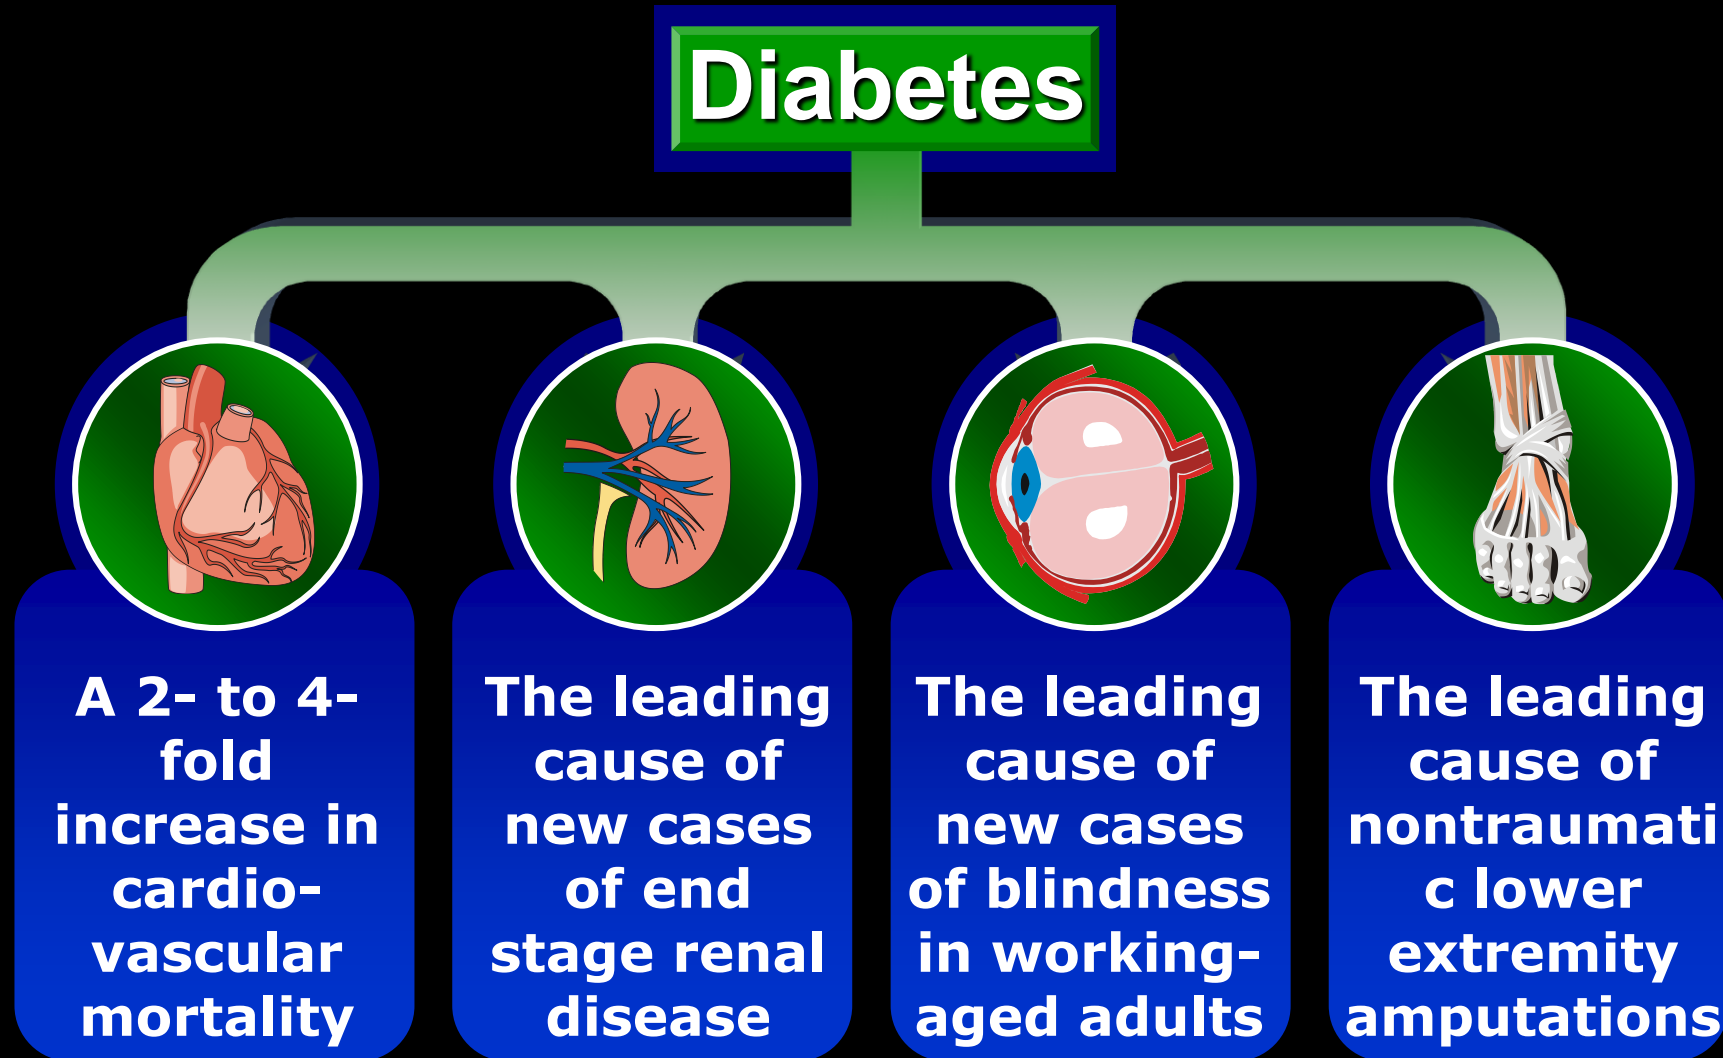 Diabetes
A 2- to 4-
fold
increase in
cardio-
vascular
mortality
The leading
cause of
new cases
of end
stage renal
disease
The leading
cause of
new cases
of blindness
in working-
aged adults
The leading
cause of
nontraumati
c lower
extremity
amputations